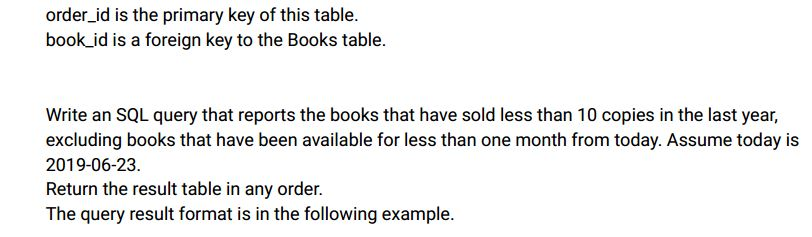 order_id is the primary key of this table.
book_id is a foreign key to the Books table.
Write an SQL query that reports the books that have sold less than 10 copies in the last year,
excluding books that have been available for less than one month from today. Assume today is
2019-06-23.
Return the result table in any order.
The query result format is in the following example.